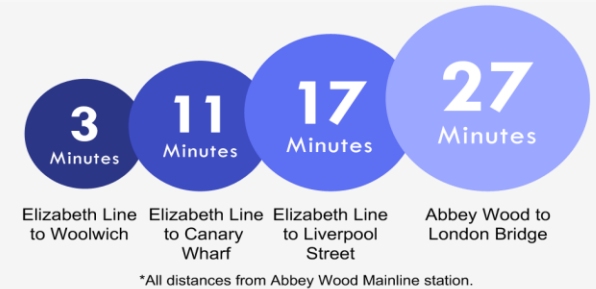 3
Minutes
11
Minutes
17
Minutes
27
Minutes
Elizabeth Line
to Woolwich
Elizabeth Line
to Canary
Wharf
Elizabeth Line
to Liverpool
Street
Abbey Wood to
London Bridge
*All distances from Abbey Wood Mainline station.